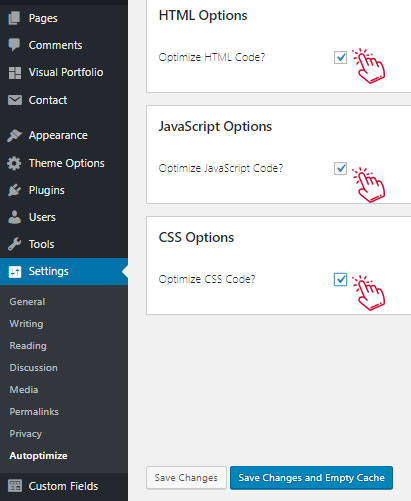 Pages
Comments
Visual Portfolio
Contact
Appearance
Theme Options
Plugins
Users
Tools
Settings
General
Writing
Reading
Discussion
Media
Permalinks
Privacy
Autoptimize
Custom Fields
HTML Options
Optimize HTML Code?
JavaScript Options
Optimize JavaScript Code?
CSS Options
Optimize CSS Code?
Save Changes
Save Changes and Empty Cache